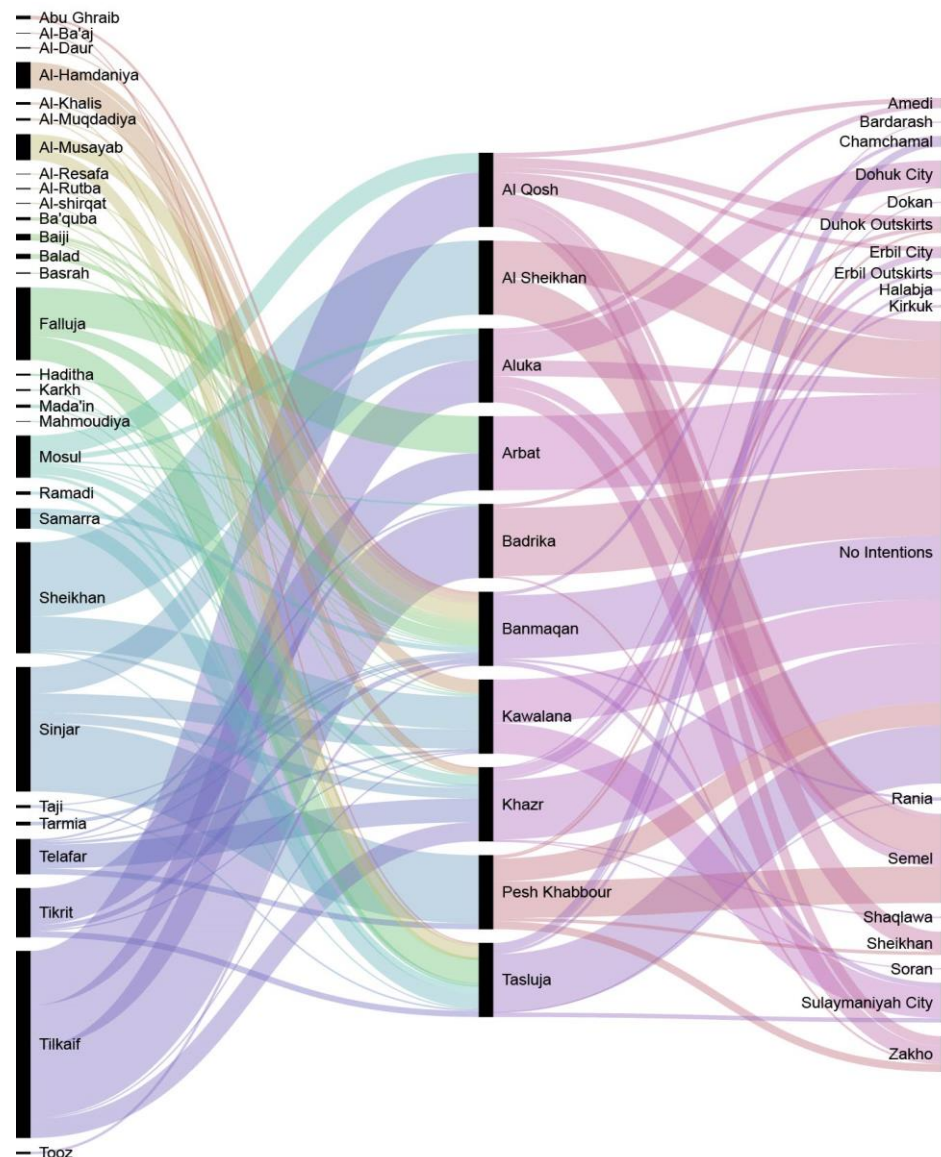 Abu Ghraib
Al-Ba'aj
Al-Daur
Al-Hamdaniya
Al-Khalis
Al-Muqdadiya
Al-Musayab
Al-Resafa
Al-Rutba
Al-shirqat
Ba'quba
Baiji
Balad
Basrah
Falluja
Haditha
Karkh
Mada'in
Mahmoudiya
Mosul
Ramadi
Samarra
Sheikhan
Sinjar
Taji
Tarmia
Telafar
Tikrit
Tilkaif
Tooz
Al Qosh
Al Sheikhan
Aluka
Arbat
Badrika
Banmaqan
Kawalana
Khazr
Pesh Khabbour
Tasluja
Amedi
Bardarash
Chamchamal
Dohuk City
Dokan
Duhok Outskirts
Erbil City
Erbil Outskirts
Halabja
Kirkuk
No Intentions
Rania
Semel
Shaqlawa
Sheikhan
Soran
Sulaymaniyah City
Zakho